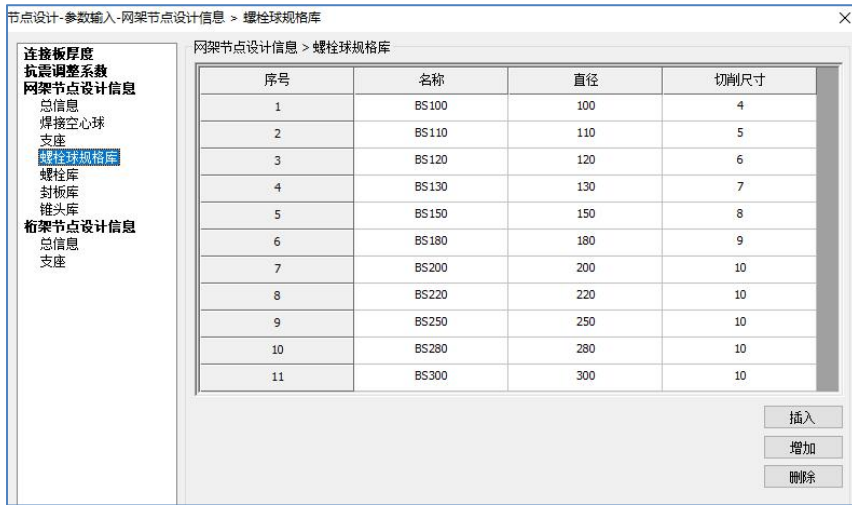 节点设计-参数输入-网架节点设计信息 > 螺栓球规格库
连接板厚度
抗震调整系数
网架节点设计信息
总信息
焊接空心球
支座
螺栓球规格库
螺栓库
封板库
锥头库
桁架节点设计信息
总信息
支座
网架节点设计信息 > 螺栓球规格库
序号 名称 直径 切削尺寸
1 BS100 100 4
2 BS110 110 5
3 BS120 120 6
4 BS130 130 7
5 BS150 150 8
6 BS180 180 9
7 BS200 200 10
8 BS220 220 10
9 BS250 250 10
10 BS280 280 10
11 BS300 300 10
插入
增加
删除